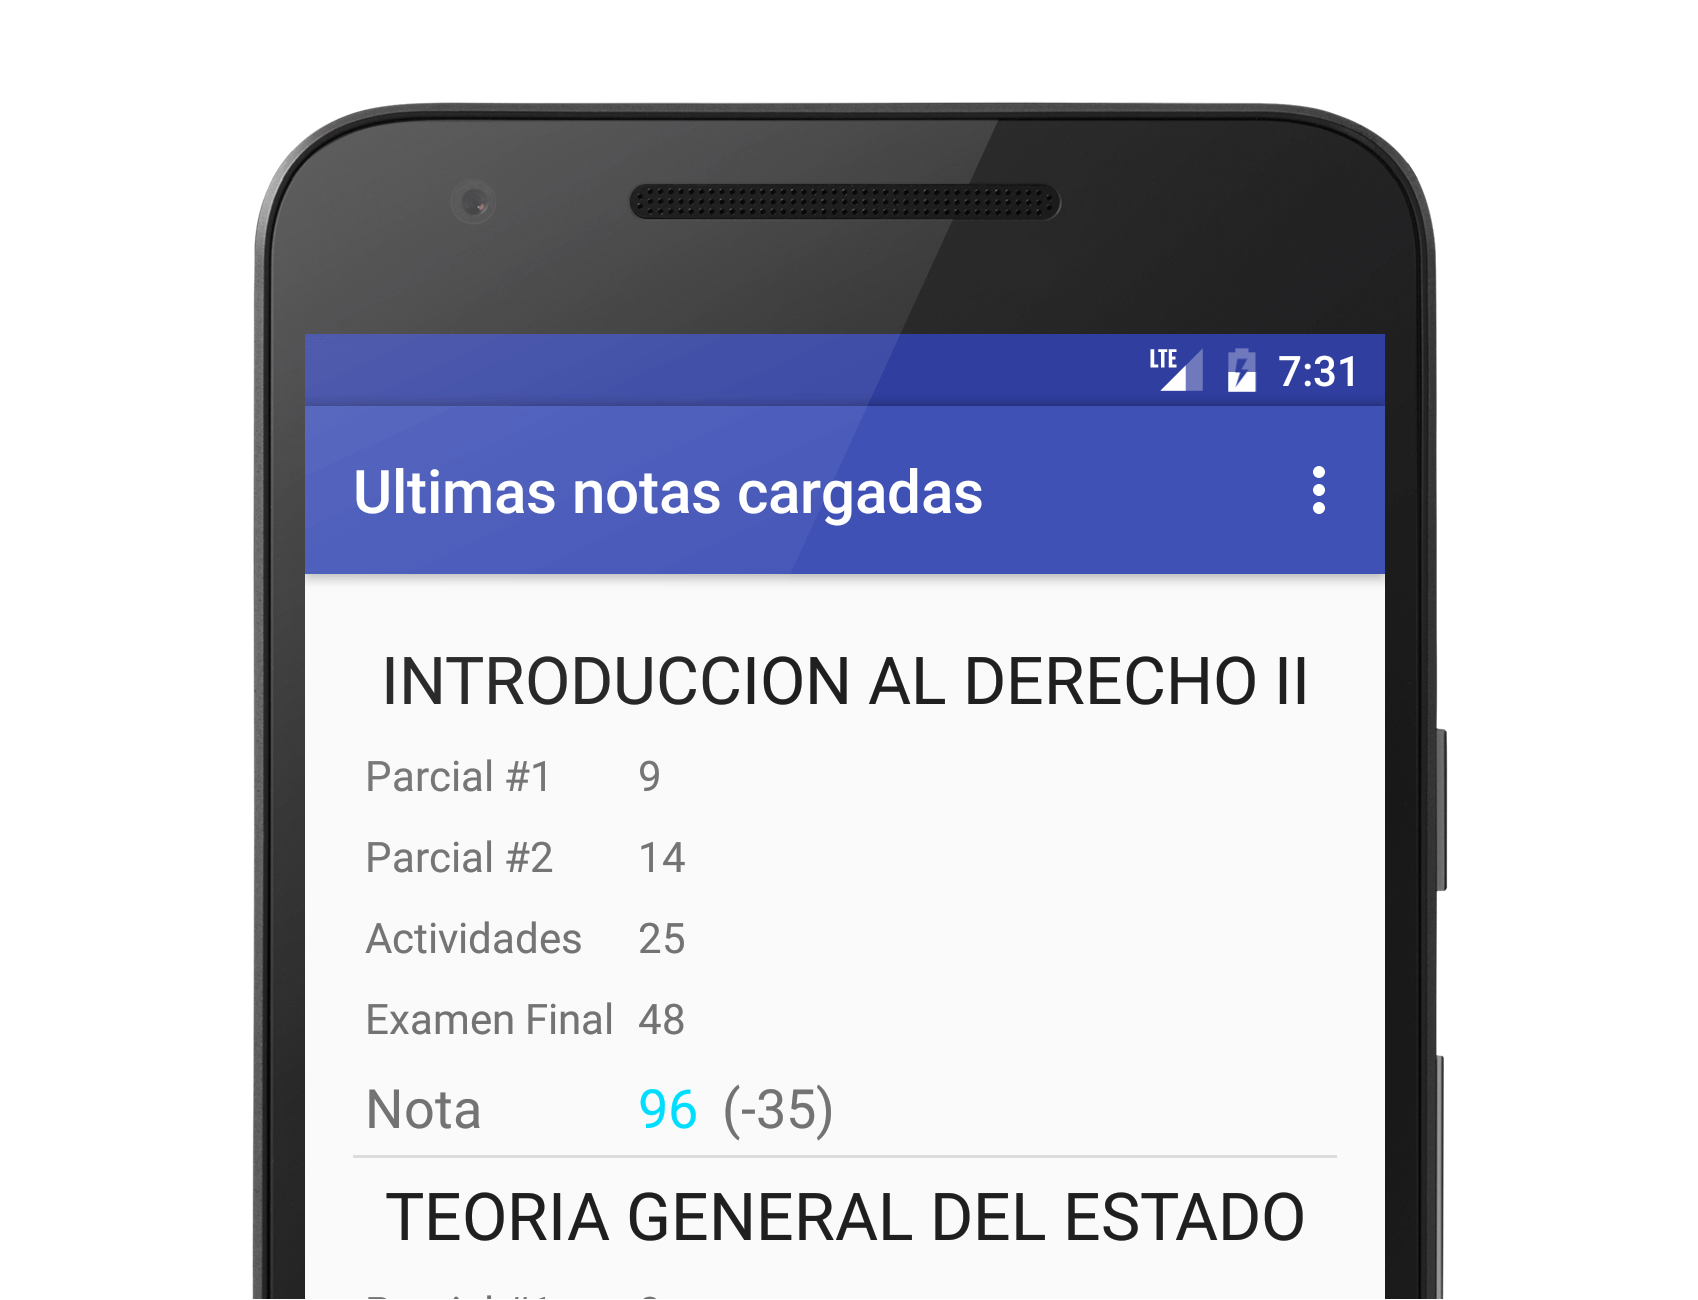 LTE 7:31
Ultimas notas cargadas
INTRODUCCION AL DERECHO II
Parcial #1 9
Parcial #2 14
Actividades 25
Examen Final 48
Nota 96 (-35)
TEORIA GENERAL DEL ESTADO